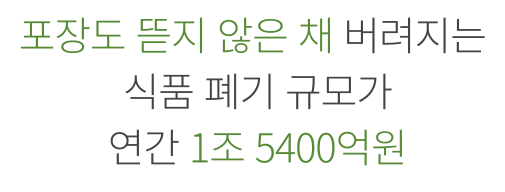 포장도 뜯지 않은 채 버려지는
식품 폐기 규모가
연간 1조 5400억원